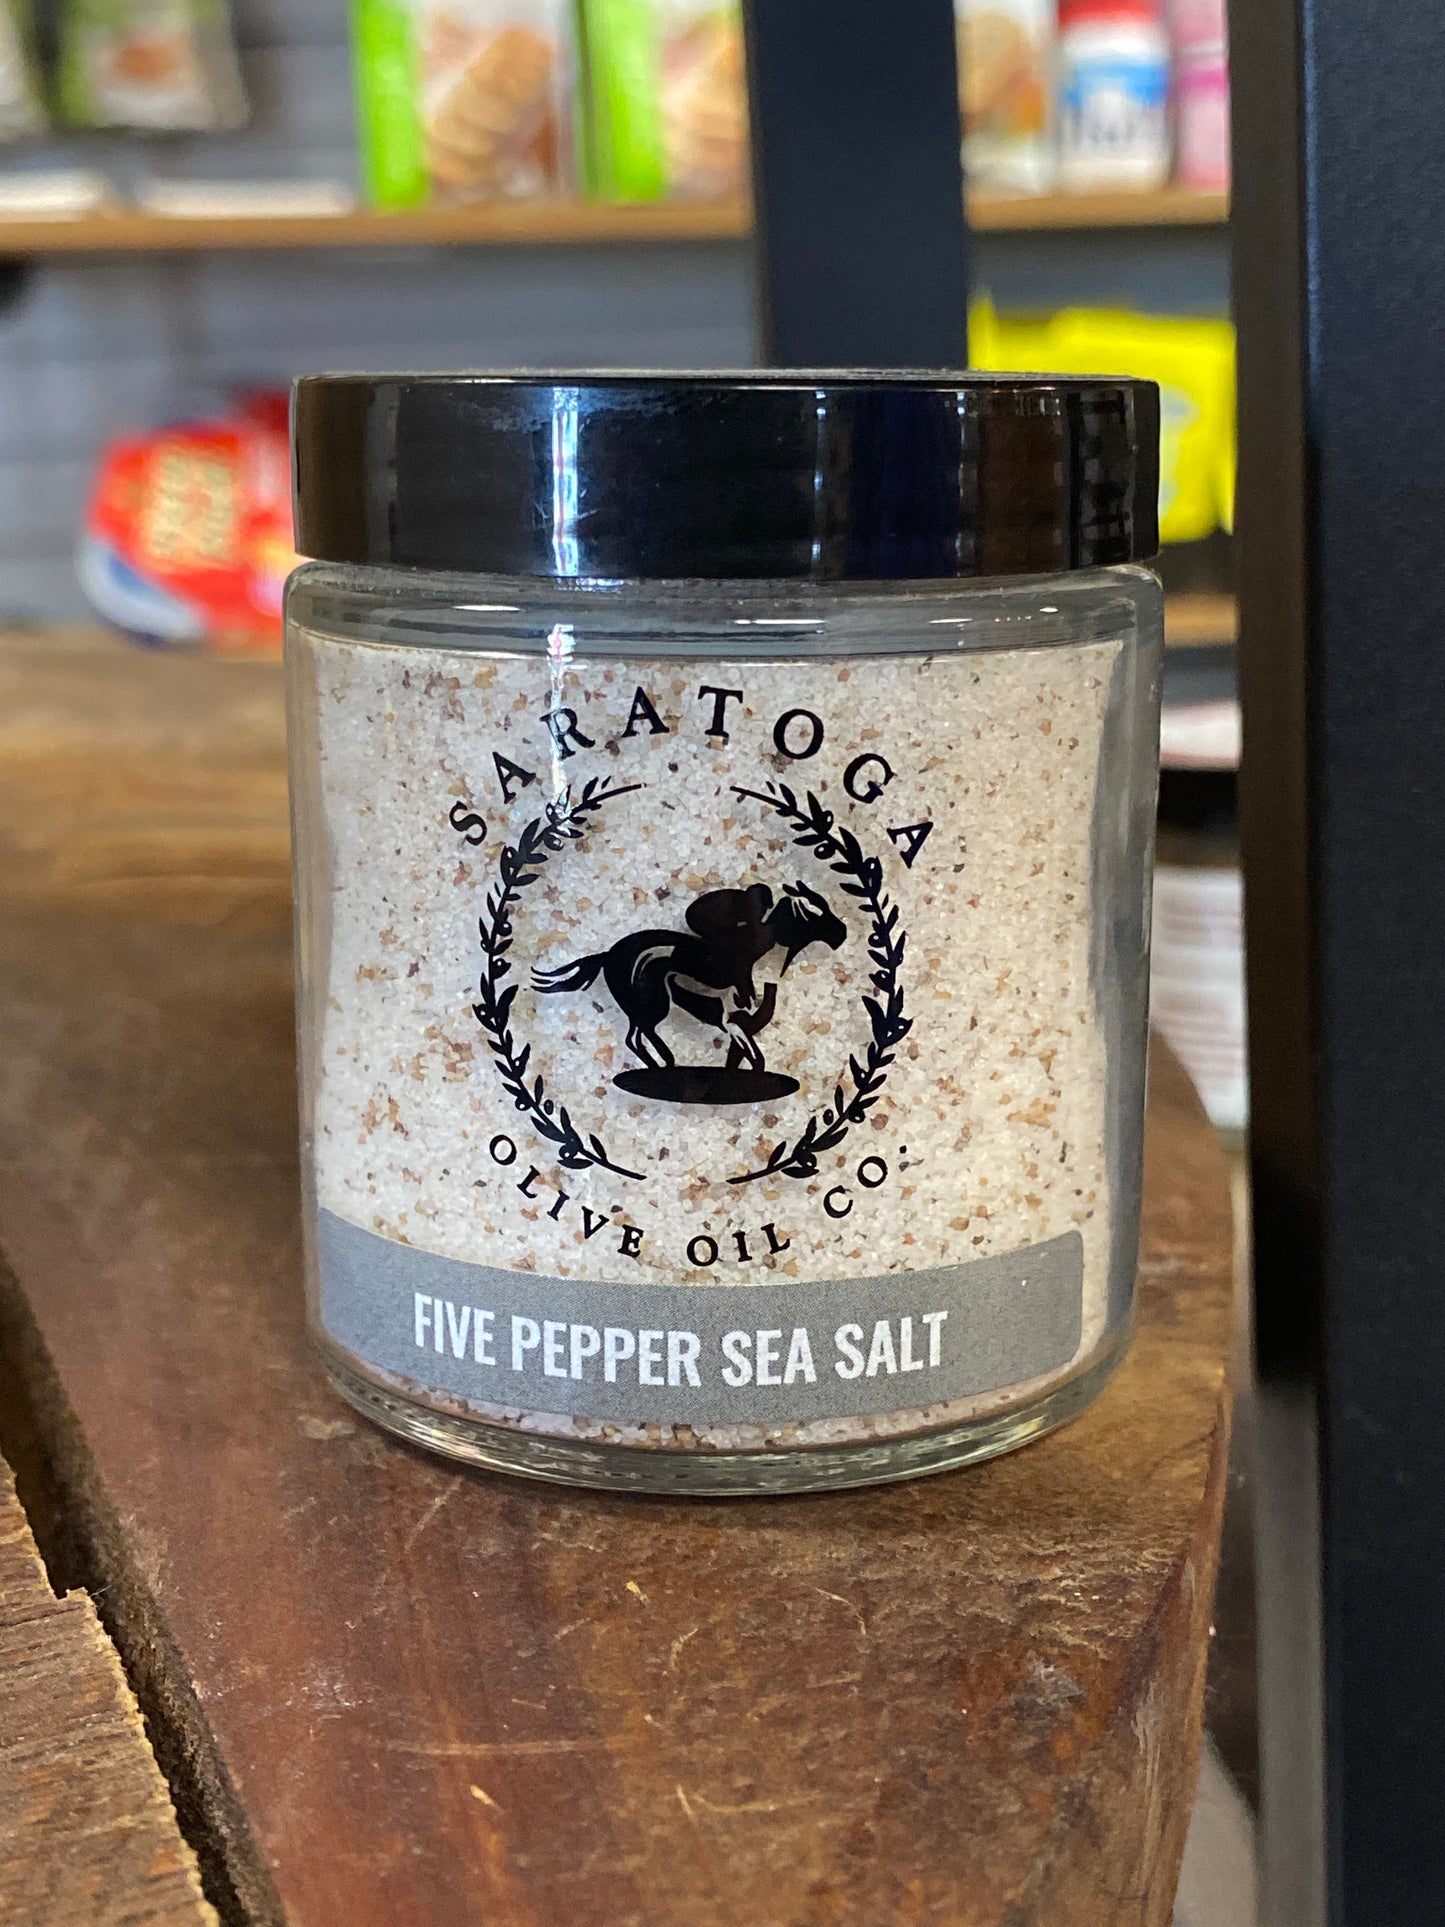 SARATOGA
OLIVE OIL CO.
FIVE PEPPER SEA SALT